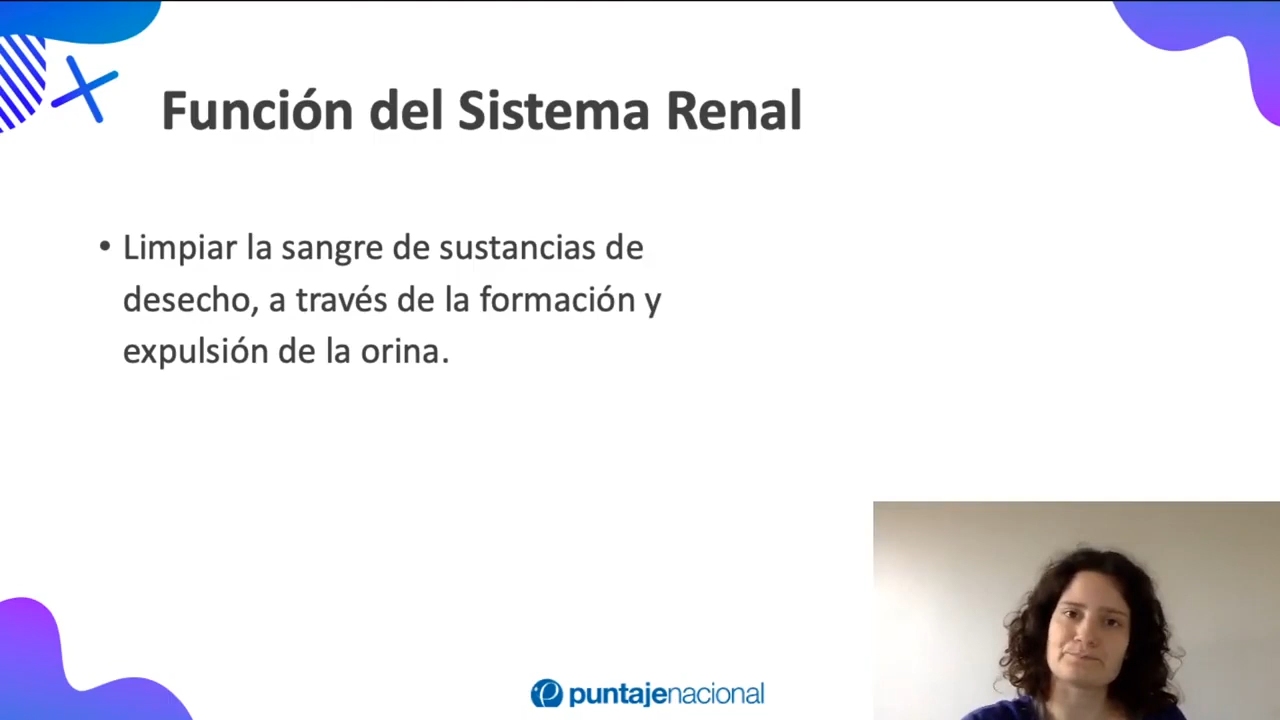 Función del Sistema Renal
• Limpiar la sangre de sustancias de
desecho, a través de la formación y
expulsión de la orina.
puntajenacional